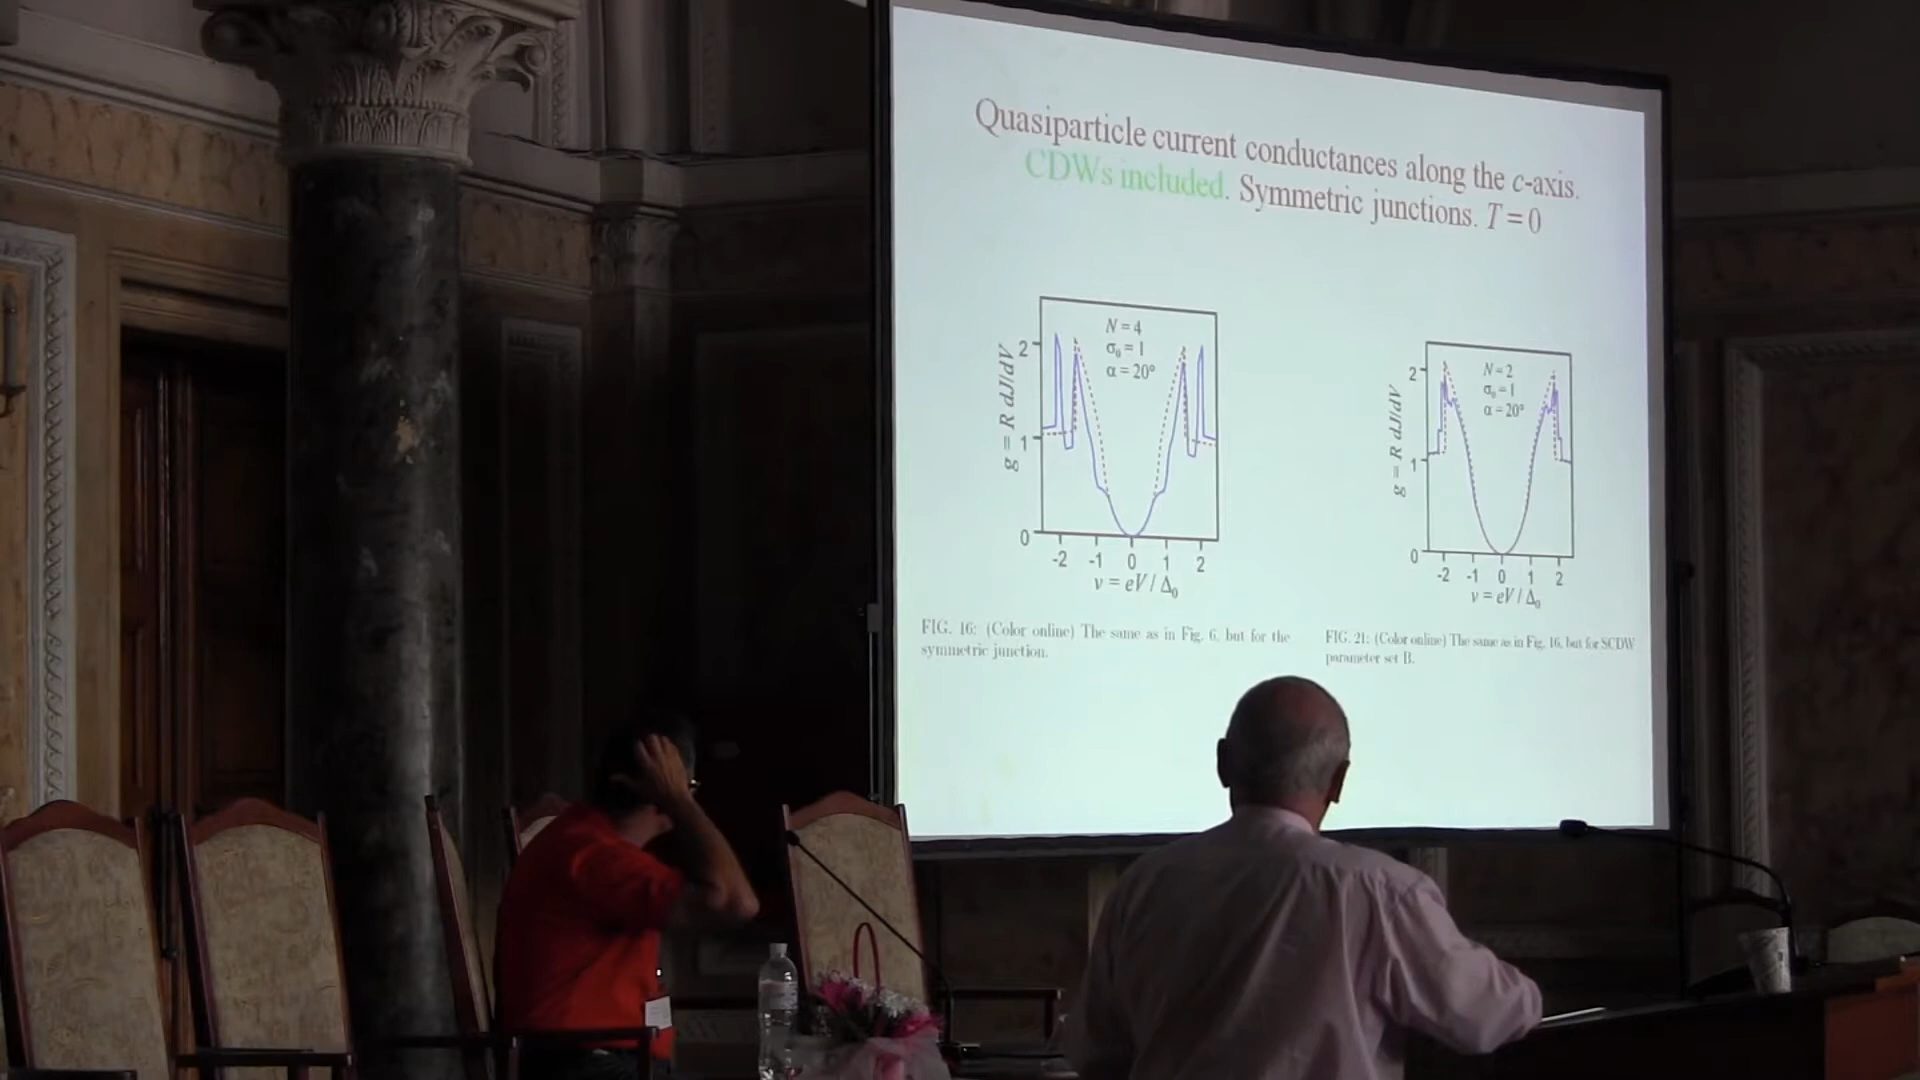 Quasiparticle current conductances along the c-axis.
CDWs included. Symmetric junctions. T = 0
N = 4
σ₀ = 1
α = 20°
g = R dJ/dV
2
1
0
-2 -1 0 1 2
ν = eV / Δ₀
FIG. 16: (Color online) The same as in Fig. 6, but for the
symmetric junction.
N = 2
σ₀ = 1
α = 20°
g = R dJ/dV
2
1
0
-2 -1 0 1 2
ν = eV / Δ₀
FIG. 21: (Color online) The same as in Fig. 16, but for SCDW
parameter set B.